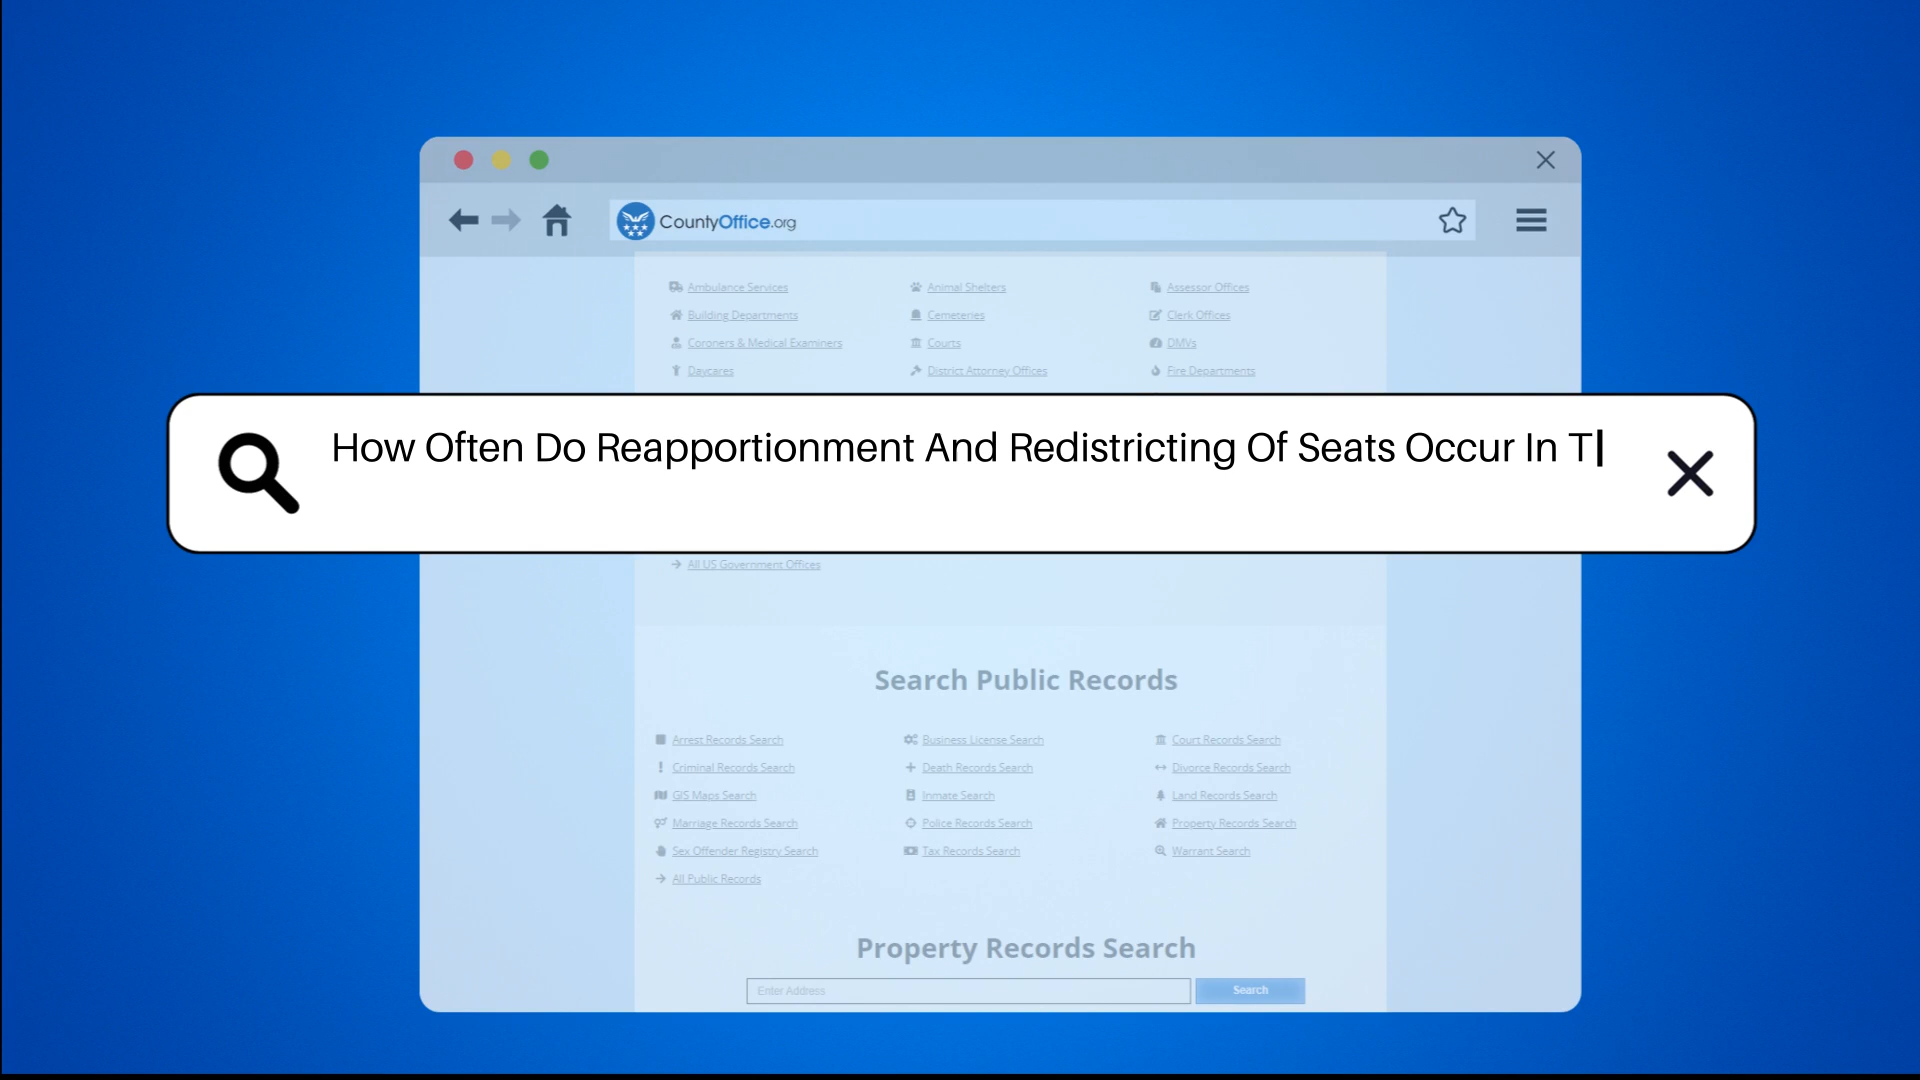 CountyOffice.org
Ambulance Services Animal Shelters Assessor Offices
Building Departments Cemeteries Clerk Offices
Coroners & Medical Examiners Courts DMVs
Daycares District Attorney Offices Fire Departments
How Often Do Reapportionment And Redistricting Of Seats Occur In T
All US Government Offices
Search Public Records
Arrest Records Search Business License Search Court Records Search
Criminal Records Search Death Records Search Divorce Records Search
GIS Maps Search Inmate Search Land Records Search
Marriage Records Search Police Records Search Property Records Search
Sex Offender Registry Search Tax Records Search Warrant Search
All Public Records
Property Records Search
Enter Address Search